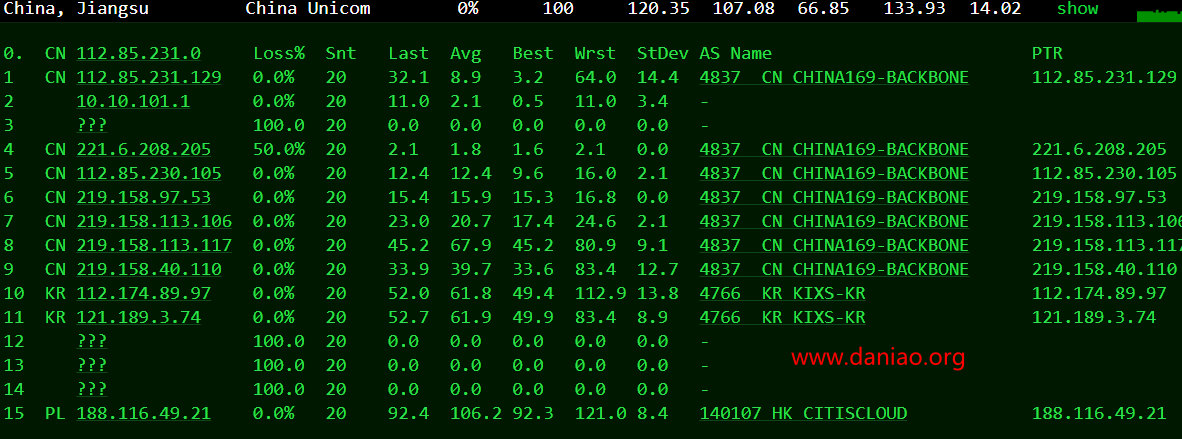 China, Jiangsu China Unicom 0% 100 120.35 107.08 66.85 133.93 14.02 show
0. CN 112.85.231.0 Loss% Snt Last Avg Best Wrst StDev AS Name PTR
1 CN 112.85.231.129 0.0% 20 32.1 8.9 3.2 64.0 14.4 4837 CN CHINA169-BACKBONE 112.85.231.129
2 10.10.101.1 0.0% 20 11.0 2.1 0.5 11.0 3.4 -
3 ??? 100.0 20 0.0 0.0 0.0 0.0 0.0 -
4 CN 221.6.208.205 50.0% 20 2.1 1.8 1.6 2.1 0.0 4837 CN CHINA169-BACKBONE 221.6.208.205
5 CN 112.85.230.105 0.0% 20 12.4 12.4 9.6 16.0 2.1 4837 CN CHINA169-BACKBONE 112.85.230.105
6 CN 219.158.97.53 0.0% 20 15.4 15.9 15.3 16.8 0.0 4837 CN CHINA169-BACKBONE 219.158.97.53
7 CN 219.158.113.106 0.0% 20 23.0 20.7 17.4 24.6 2.1 4837 CN CHINA169-BACKBONE 219.158.113.106
8 CN 219.158.113.117 0.0% 20 45.2 67.9 45.2 80.9 9.1 4837 CN CHINA169-BACKBONE 219.158.113.117
9 CN 219.158.40.110 0.0% 20 33.9 39.7 33.6 83.4 12.7 4837 CN CHINA169-BACKBONE 219.158.40.110
10 KR 112.174.89.97 0.0% 20 52.0 61.8 49.4 112.9 13.8 4766 KR KIXS-KR 112.174.89.97
11 KR 121.189.3.74 0.0% 20 52.7 61.9 49.9 83.4 8.9 4766 KR KIXS-KR 121.189.3.74
12 ??? 100.0 20 0.0 0.0 0.0 0.0 0.0 -
13 ??? 100.0 20 0.0 0.0 0.0 0.0 0.0 -
www.daniao.org
14 ??? 100.0 20 0.0 0.0 0.0 0.0 0.0 -
15 PL 188.116.49.21 0.0% 20 92.4 106.2 92.3 121.0 8.4 140107 HK CITISCLOUD 188.116.49.21